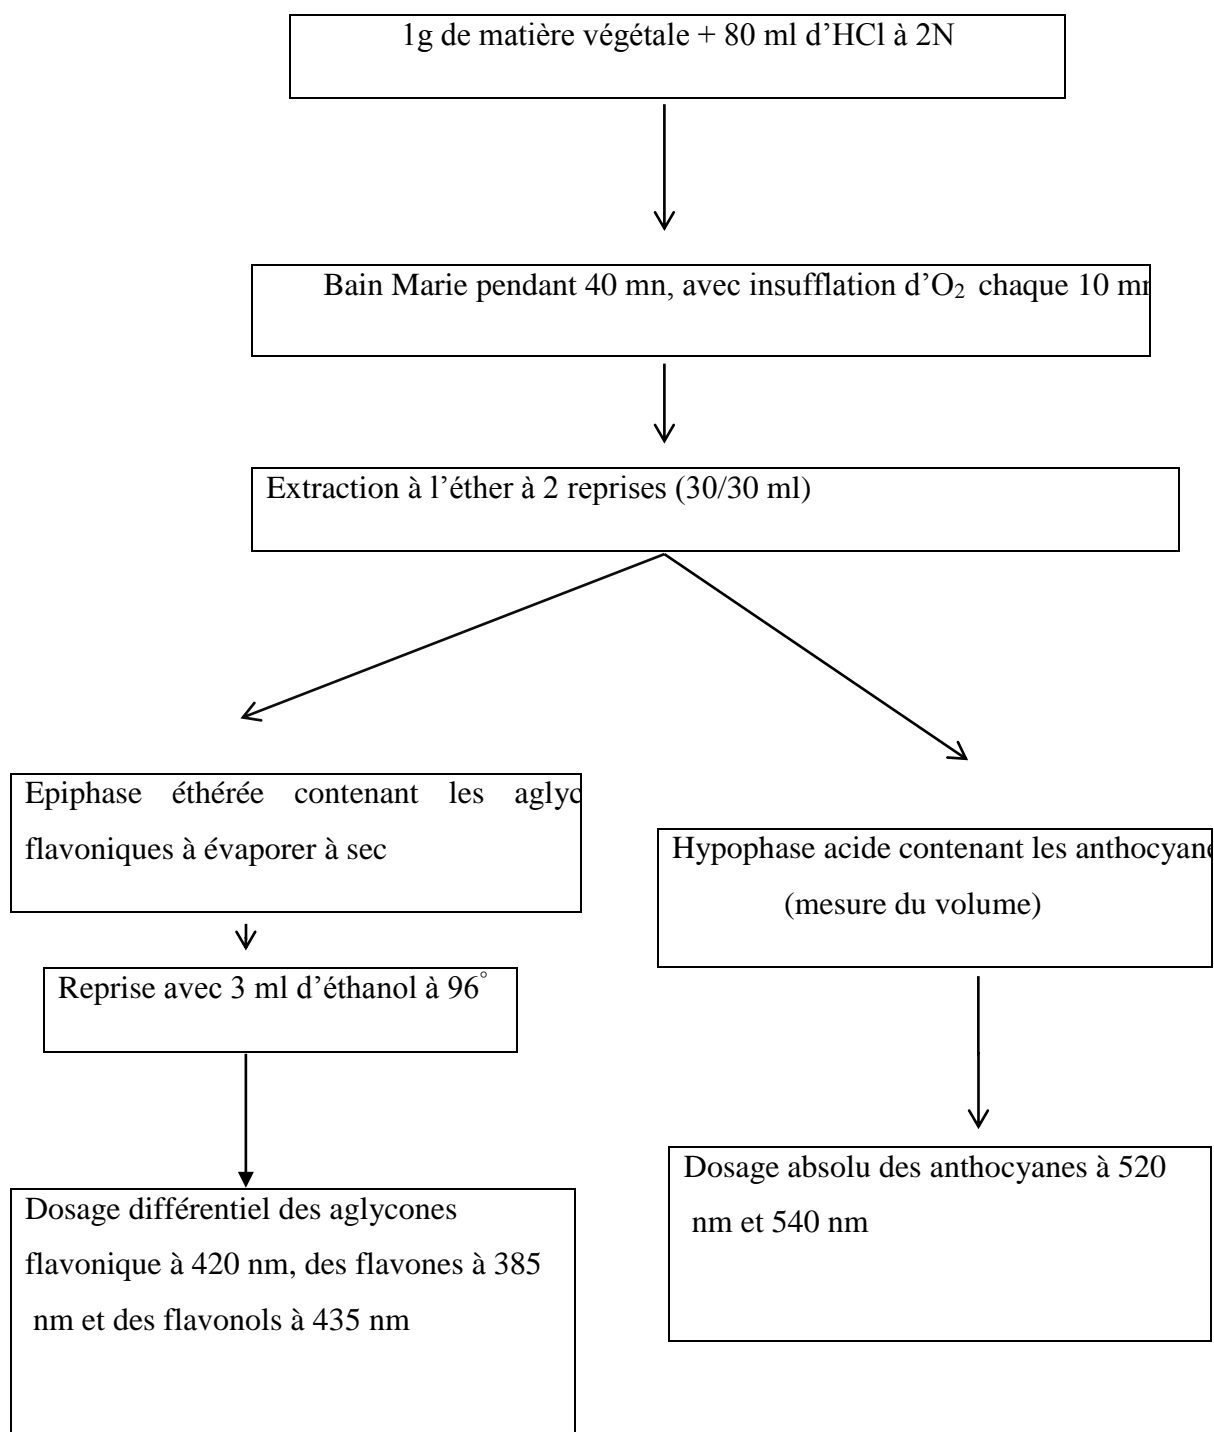 1g de matière végétale + 80 ml d’HCl à 2N
Bain Marie pendant 40 mn, avec insufflation d’O₂ chaque 10 mn
Extraction à l’éther à 2 reprises (30/30 ml)
Epiphase éthérée contenant les aglyc
flavoniques à évaporer à sec
Hypophase acide contenant les anthocyane
(mesure du volume)
Reprise avec 3 ml d’éthanol à 96°
Dosage absolu des anthocyanes à 520
nm et 540 nm
Dosage différentiel des aglycones
flavonique à 420 nm, des flavones à 385
nm et des flavonols à 435 nm